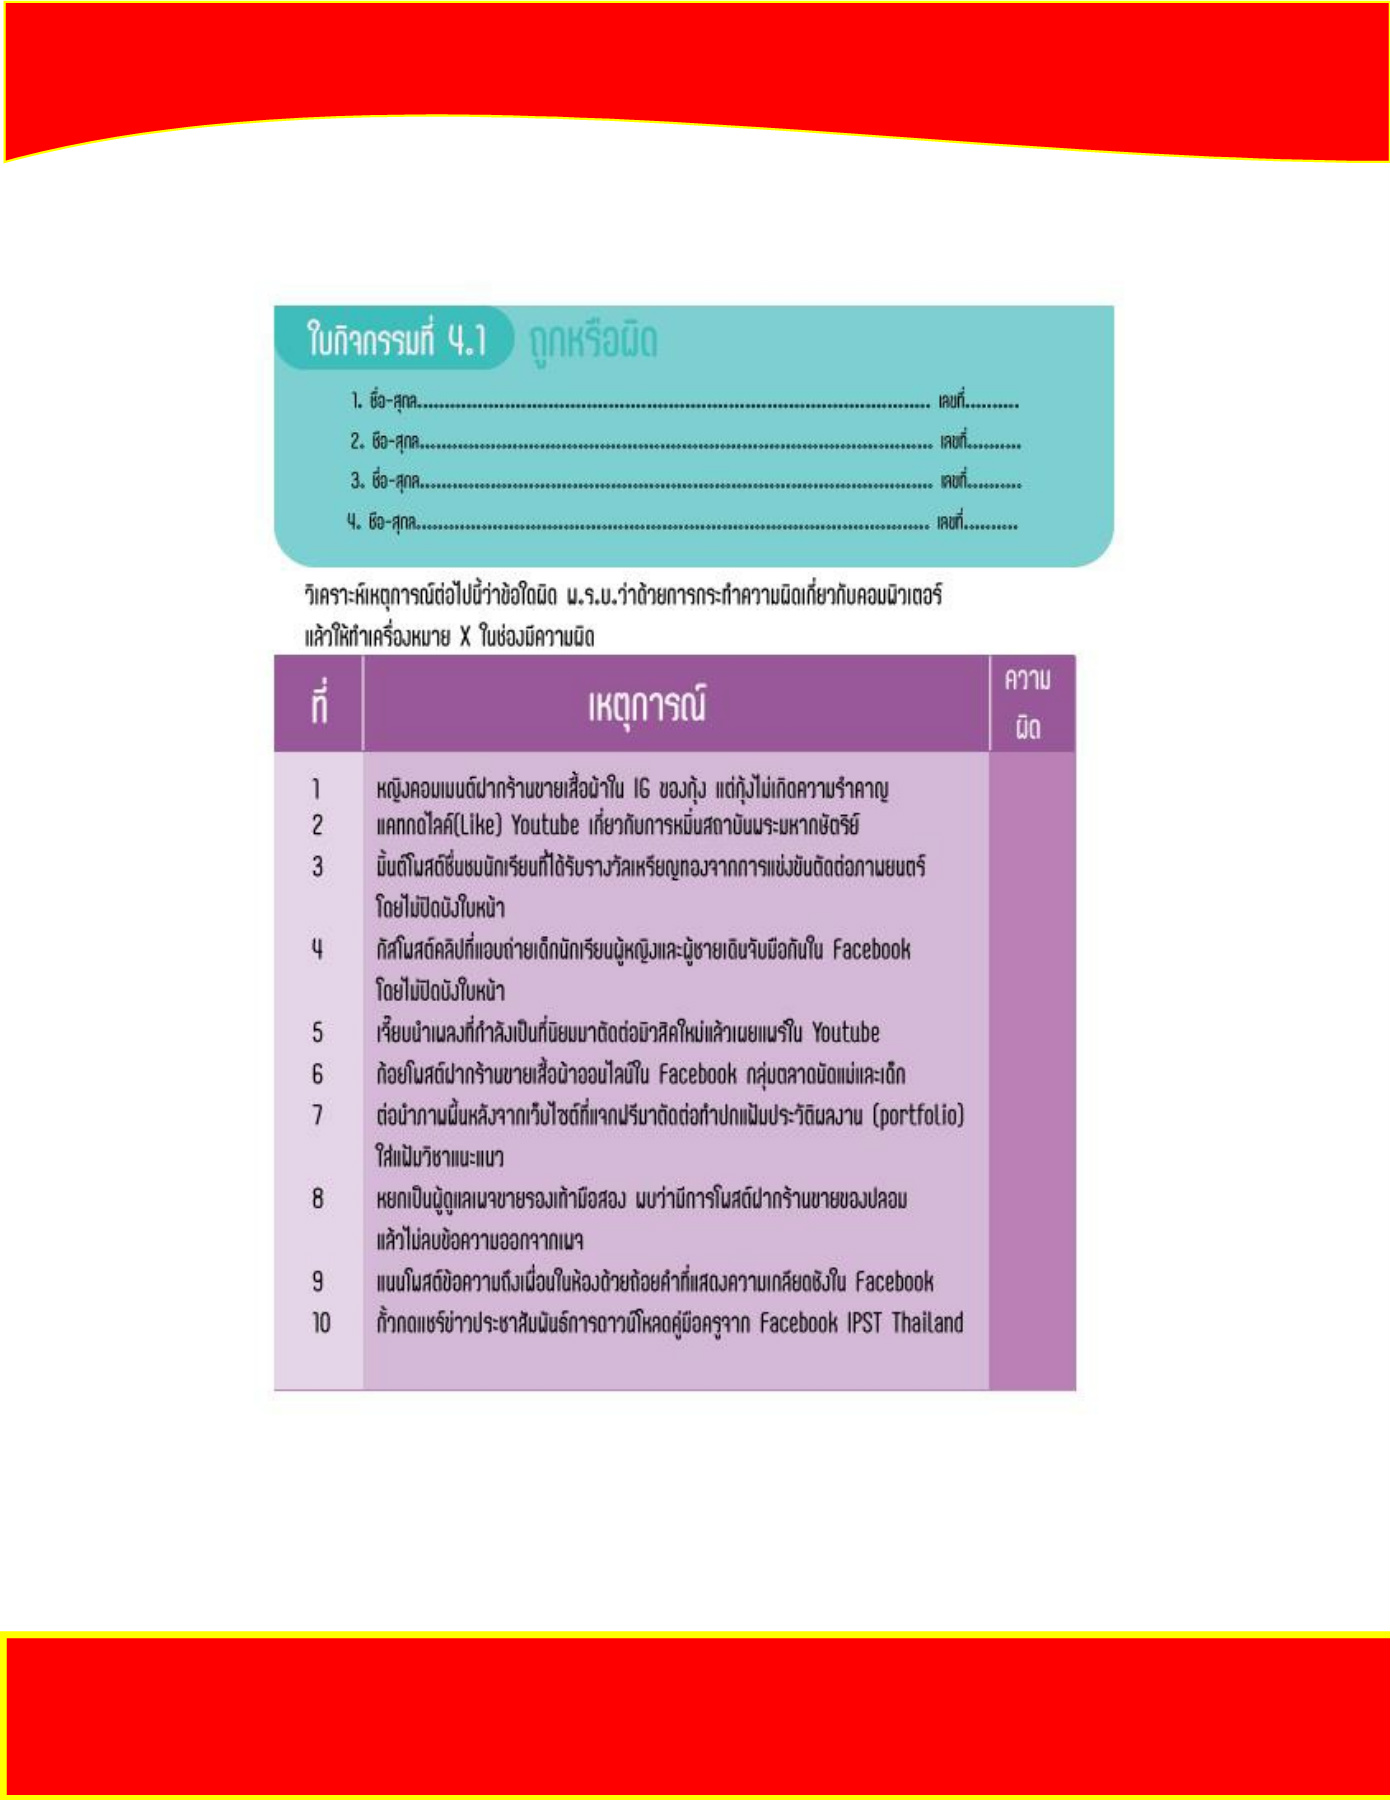 ใบกิจกรรมที่ 4.1 ถูกหรือผิด
1. ชื่อ-สกุล............................................................................................... เลขที่..........
2. ชือ-สกุล............................................................................................... เลขที่..........
3. ชื่อ-สกุล............................................................................................... เลขที่..........
4. ชือ-สกุล............................................................................................... เลขที่..........
วิเคราะห์เหตุการณ์ต่อไปนี้ว่าข้อใดผิด พ.ร.บ.ว่าด้วยการกระทำความผิดเกี่ยวกับคอมพิวเตอร์
แล้วให้ทำเครื่องหมาย X ในช่องมีความผิด
ที่ เหตุการณ์ ความ
ผิด
1 หญิงคอมเมนต์ฝากร้านขายเสื้อผ้าใน IG ของกุ้ง แต่กุ้งไม่เกิดความรำคาญ
2 แคทกดไลค์(Like) Youtube เกี่ยวกับการหมิ่นสถาบันพระมหากษัตริย์
3 มิ้นต์โพสต์ชื่นชมนักเรียนที่ได้รับรางวัลเหรียญทองจากการแข่งขันตัดต่อภาพยนตร์
โดยไม่ปิดบังใบหน้า
4 กัสโพสต์คลิปที่แอบถ่ายเด็กนักเรียนผู้หญิงและผู้ชายเดินจับมือกันใน Facebook
โดยไม่ปิดบังใบหน้า
5 เจี๊ยบนำเพลงที่กำลังเป็นที่นิยมมาตัดต่อมิวสิคใหม่แล้วเผยแพร่ใน Youtube
6 ก้อยโพสต์ฝากร้านขายเสื้อผ้าออนไลน์ใน Facebook กลุ่มตลาดนัดแม่และเด็ก
7 ต่อนำภาพพื้นหลังจากเว็บไซต์ที่แจกฟรีมาตัดต่อทำปกแฟ้มประวัติผลงาน (portfolio)
ใส่แฟ้มวิชาแนะแนว
8 หยกเป็นผู้ดูแลเพจขายรองเท้ามือสอง พบว่ามีการโพสต์ฝากร้านขายของปลอม
แล้วไม่ลบข้อความออกจากเพจ
9 แนนโพสต์ข้อความถึงเพื่อนในห้องด้วยถ้อยคำที่แสดงความเกลียดชังใน Facebook
10 กั้วกดแชร์ข่าวประชาสัมพันธ์การดาวน์โหลดคู่มือครูจาก Facebook IPST Thailand